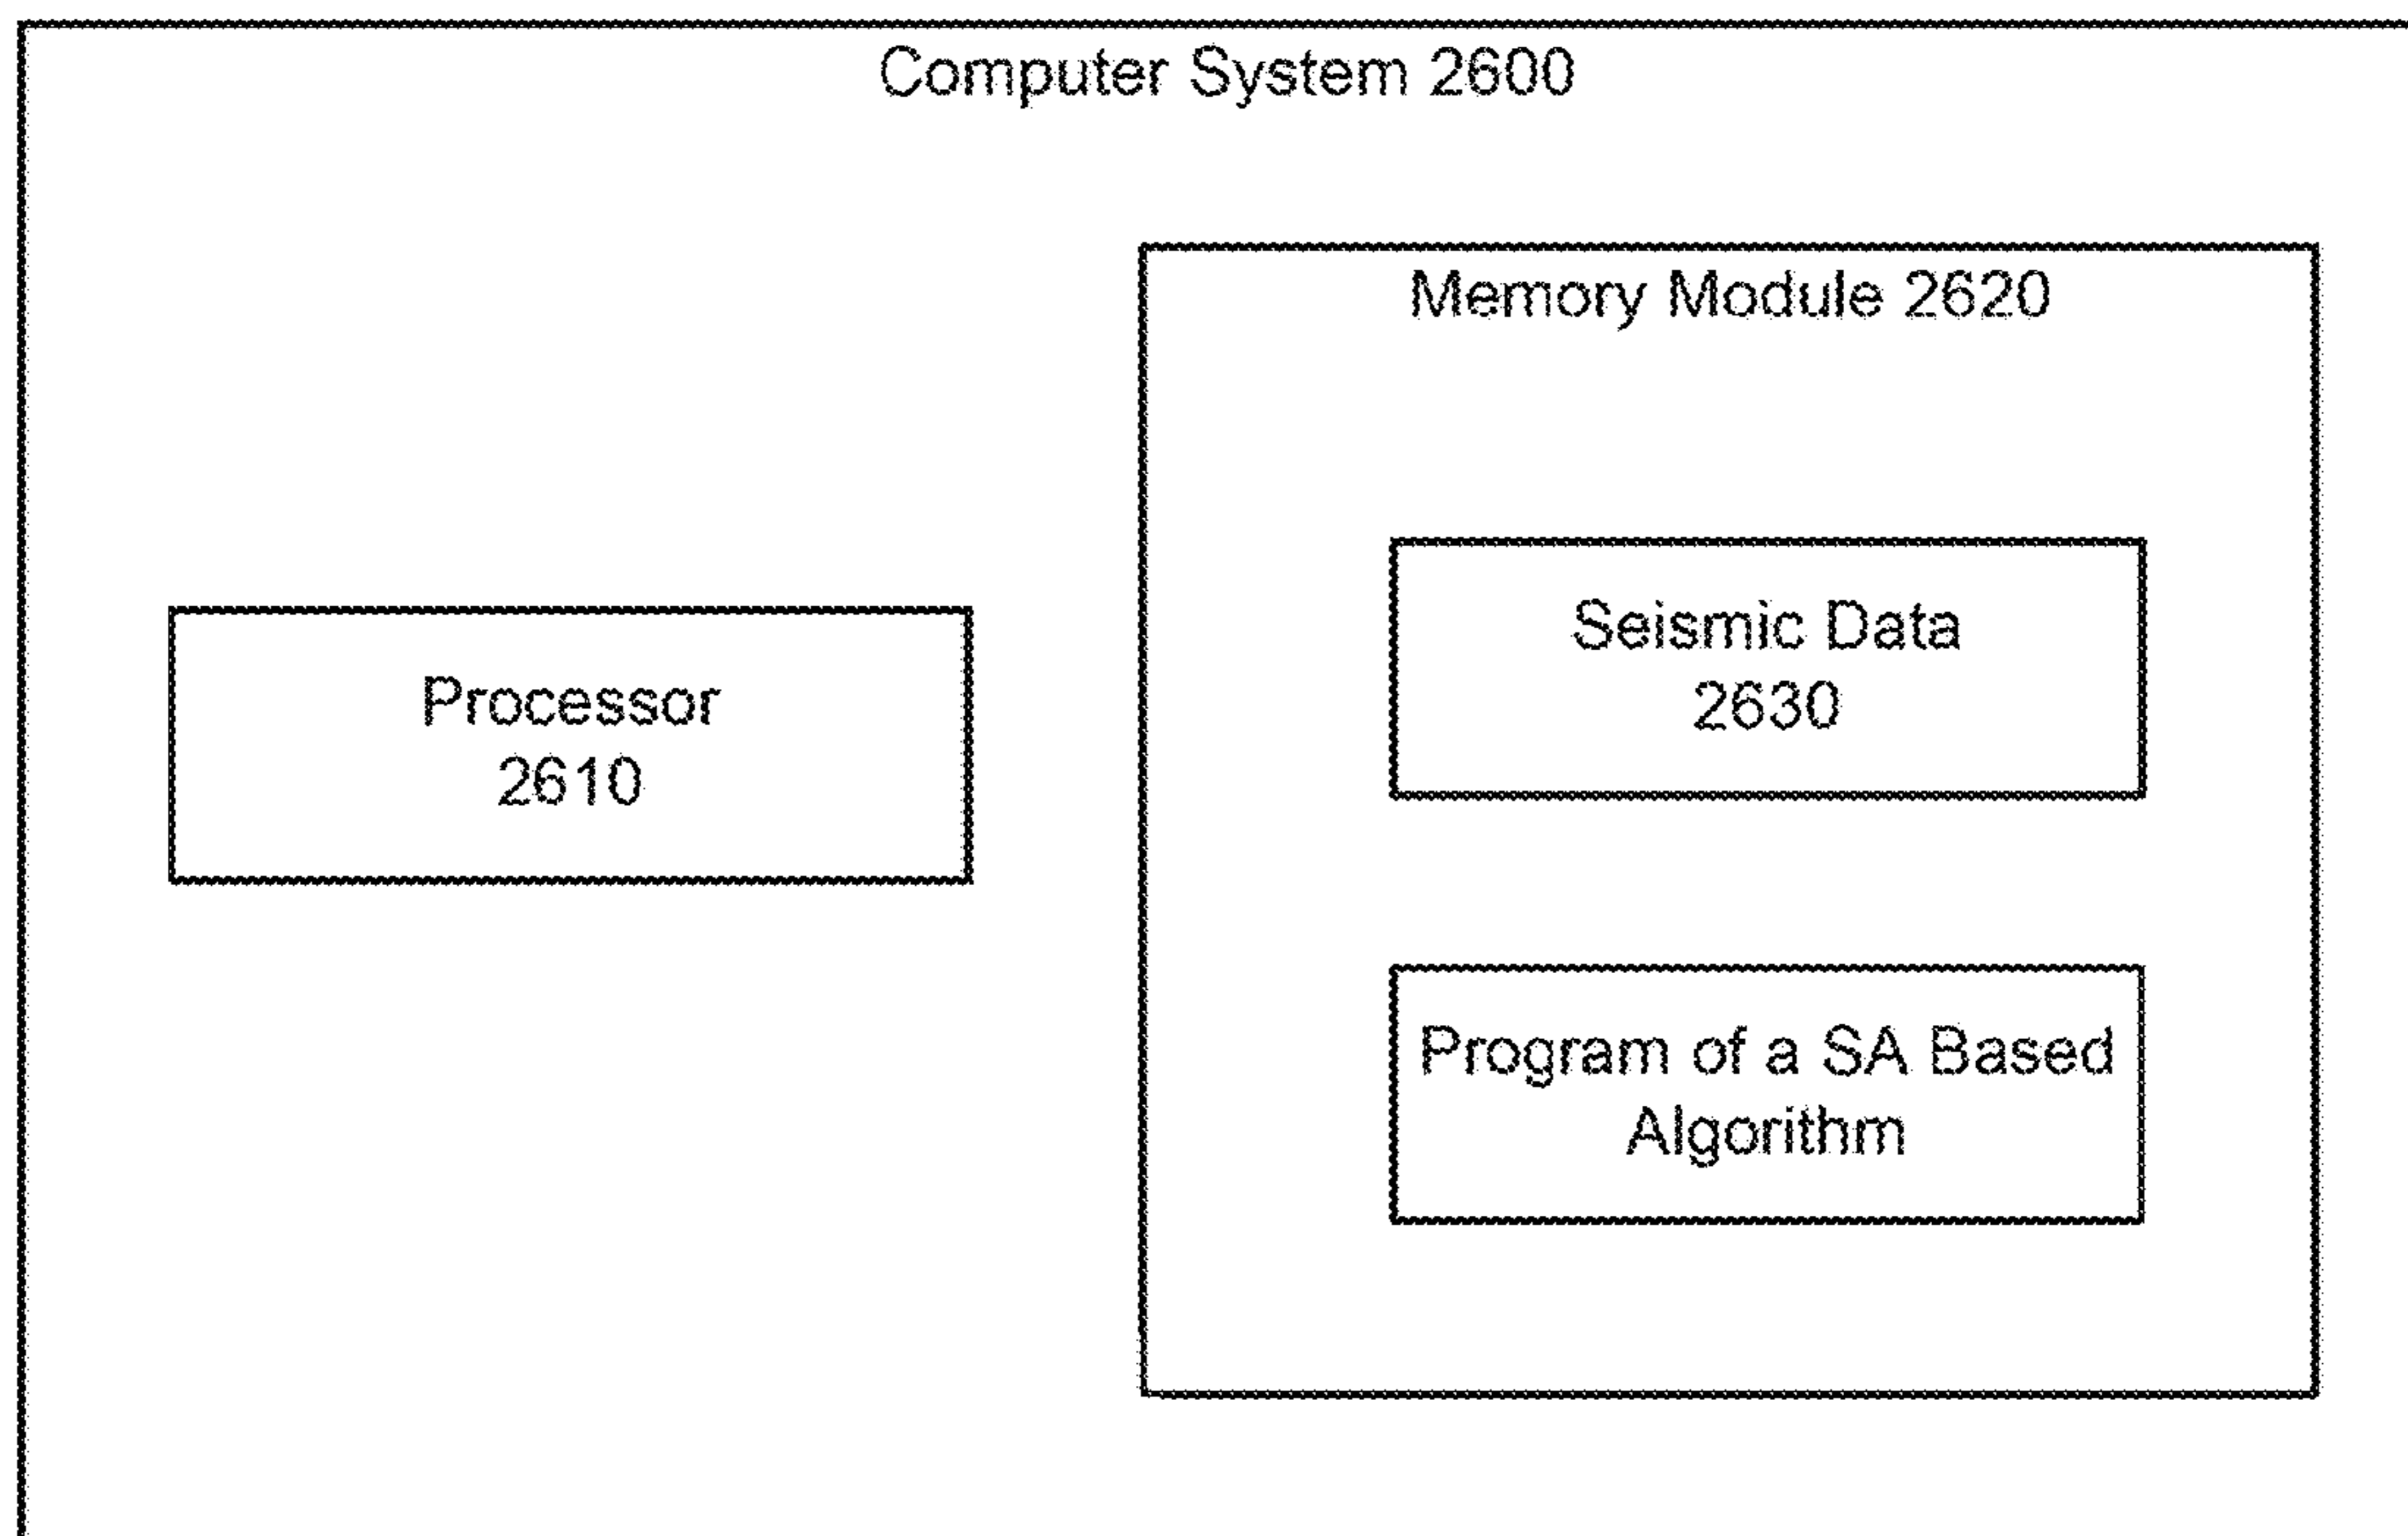 Computer System 2600
Memory Module 2620
Processor
2610
Seismic Data
2630
Program of a SA Based
Algorithm